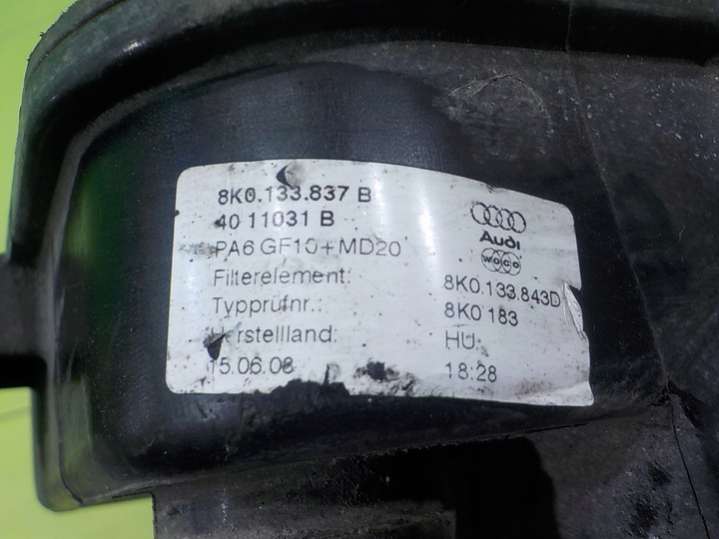 8K0.133.837 B
40 11031 B
PA6 GF10+MD20
Audi
WOCO
Filterelement: 8K0.133.843D
Typprüfnr.: 8K0 183
Herstellland: HU
15.06.08 18:28